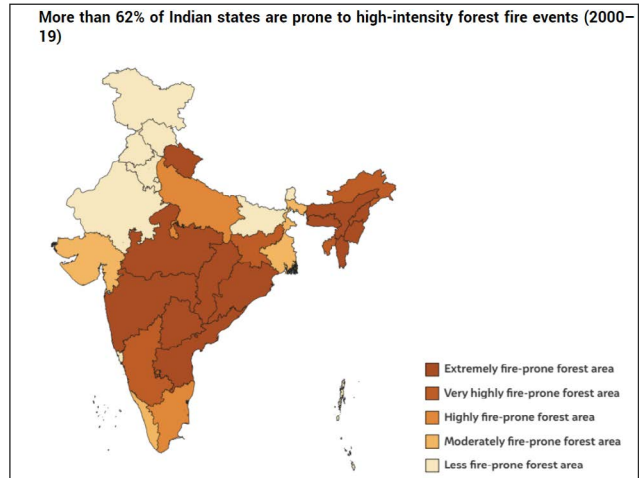 More than 62% of Indian states are prone to high-intensity forest fire events (2000–
19)
Extremely fire-prone forest area
Very highly fire-prone forest area
Highly fire-prone forest area
Moderately fire-prone forest area
Less fire-prone forest area